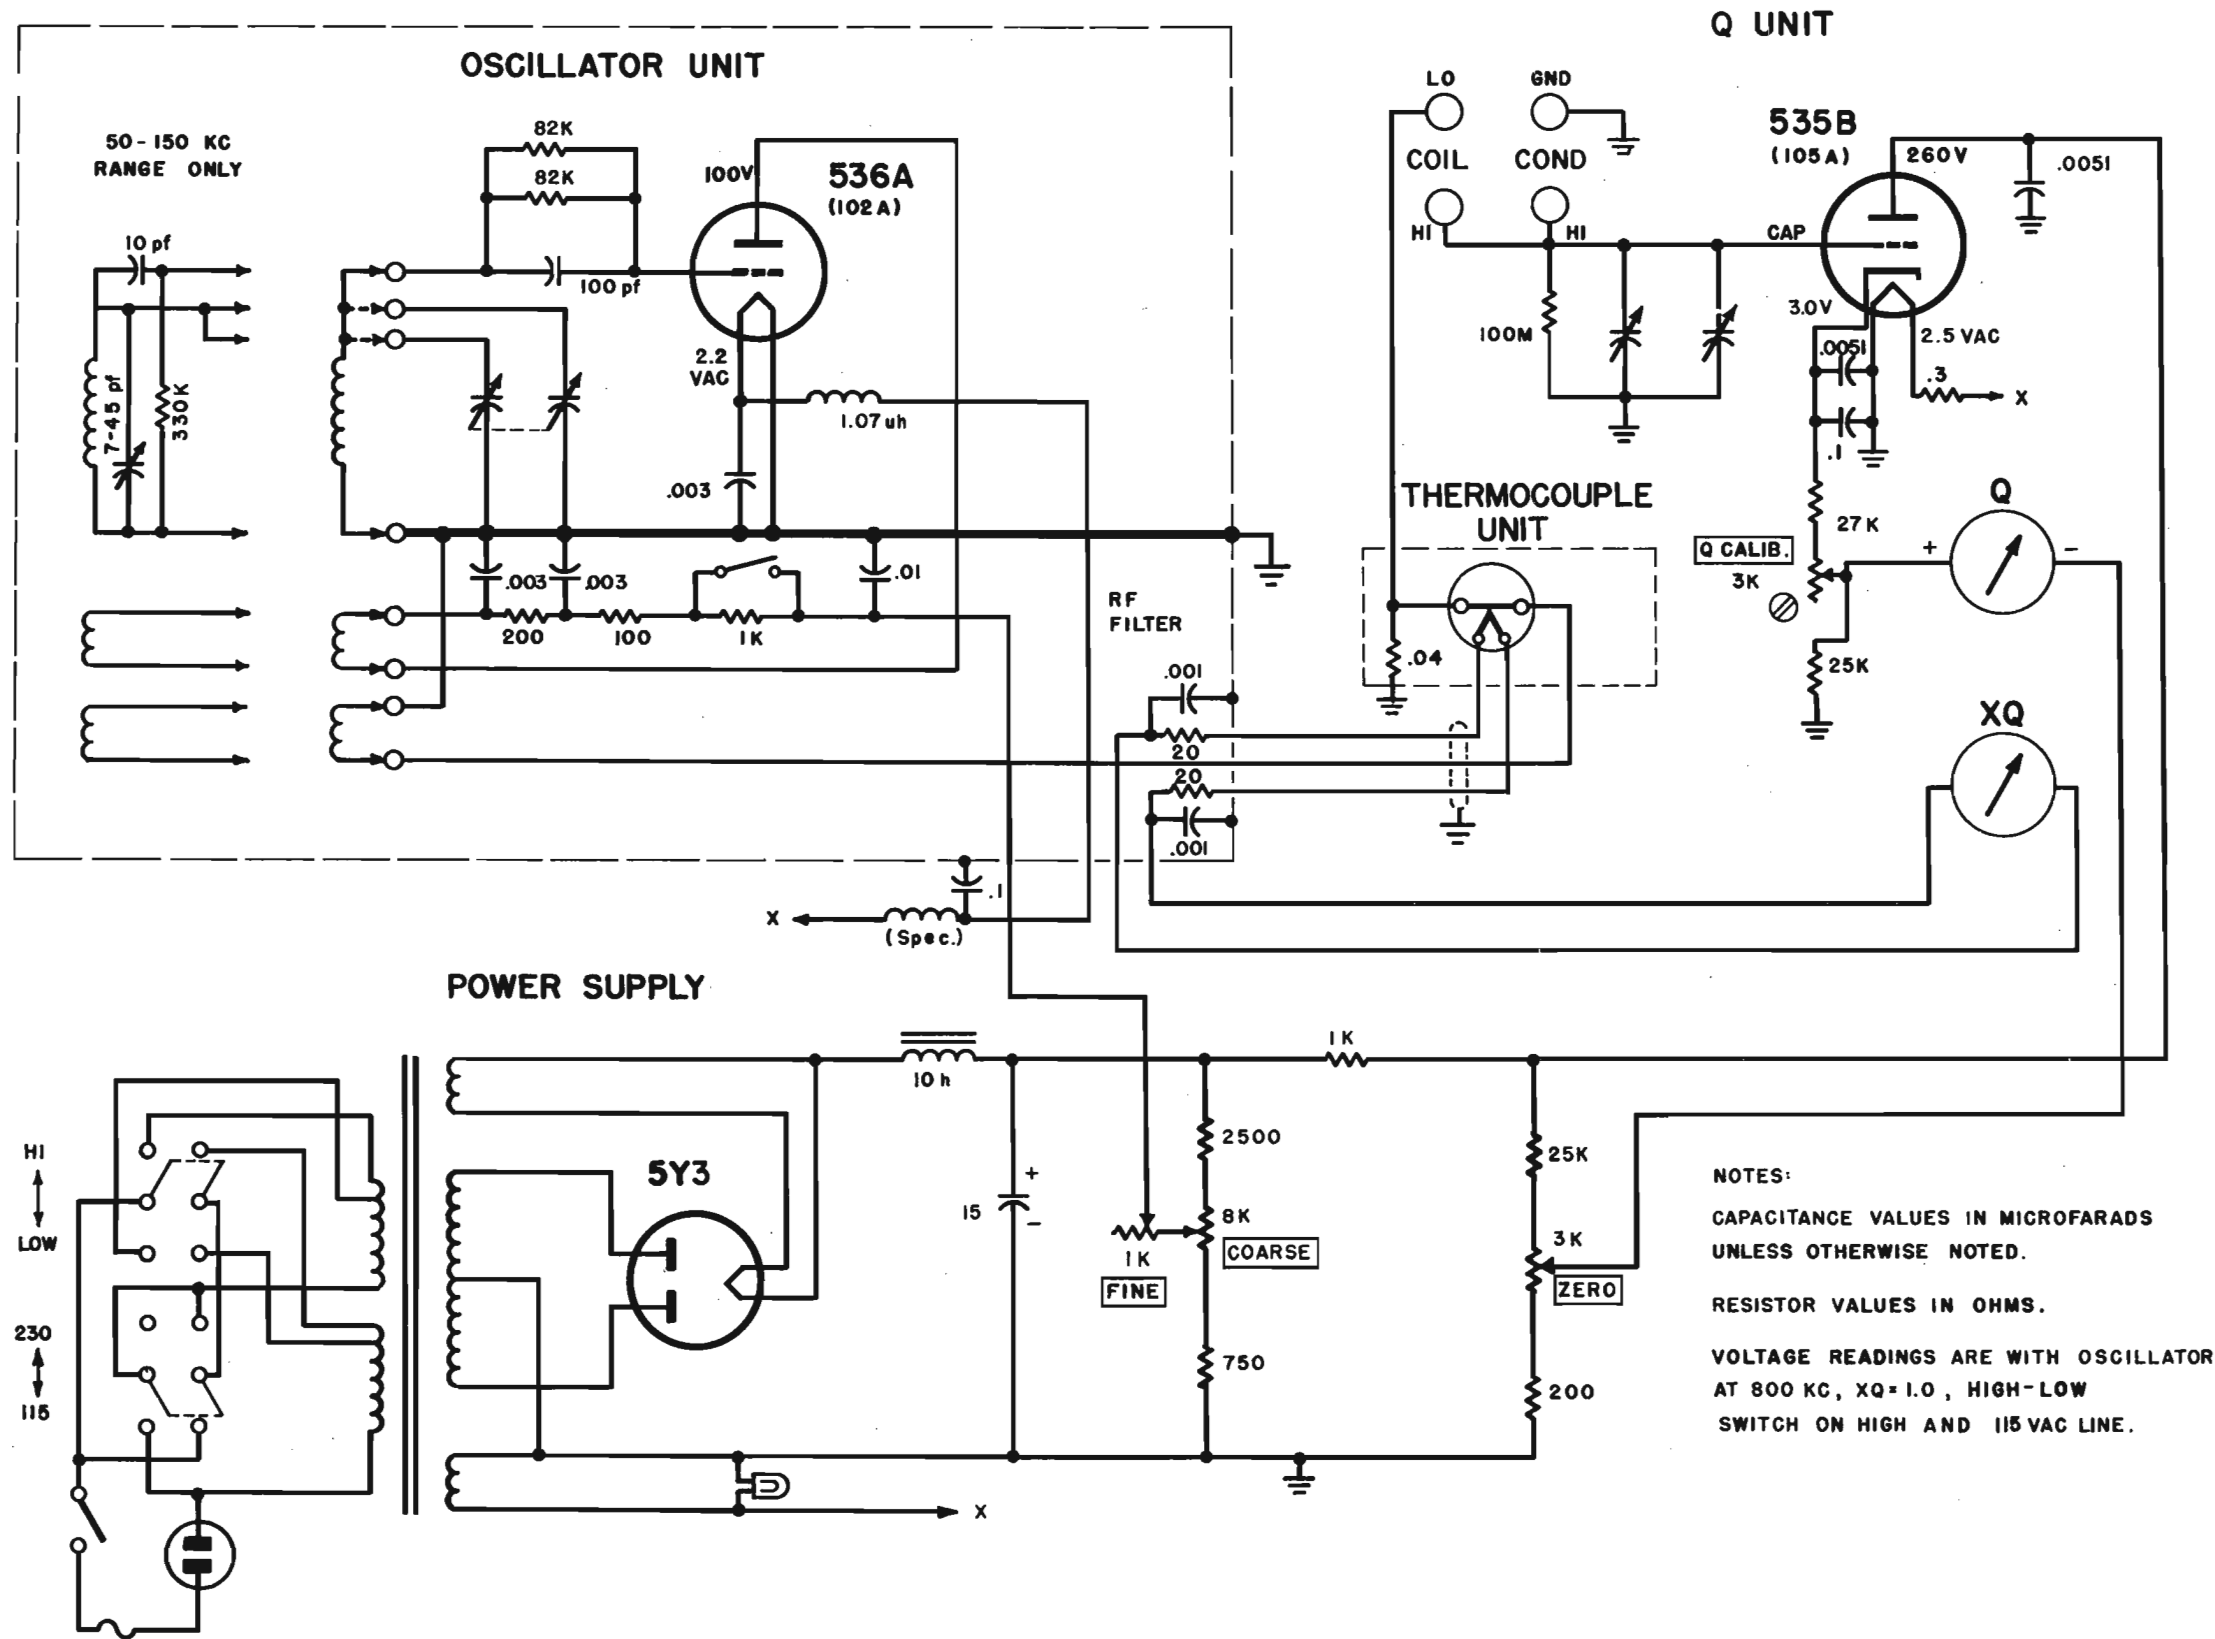 Q UNIT
OSCILLATOR UNIT
50-150 KC
RANGE ONLY
10 pf
7-45 pf
330K
82K
82K
100 pf
100V
536A
(102A)
2.2
VAC
1.07uh
.003
.003
.003
.01
200
100
1K
RF
FILTER
.001
20
20
.001
.1
X
(Spec.)
LO
GND
COIL
COND
HI
HI
CAP
535B
(105A)
260V
.0051
100M
3.0V
.0051
2.5 VAC
.3
X
.1
27K
THERMOCOUPLE
UNIT
.04
Q CALIB.
3K
25K
Q
+
-
XQ
POWER SUPPLY
HI
LOW
230
115
5Y3
10h
15
+
-
1K
2500
8K
COARSE
1K
FINE
750
25K
3K
ZERO
200
X
NOTES:
CAPACITANCE VALUES IN MICROFARADS
UNLESS OTHERWISE NOTED.
RESISTOR VALUES IN OHMS.
VOLTAGE READINGS ARE WITH OSCILLATOR
AT 800 KC, XQ=1.0, HIGH-LOW
SWITCH ON HIGH AND 115 VAC LINE.